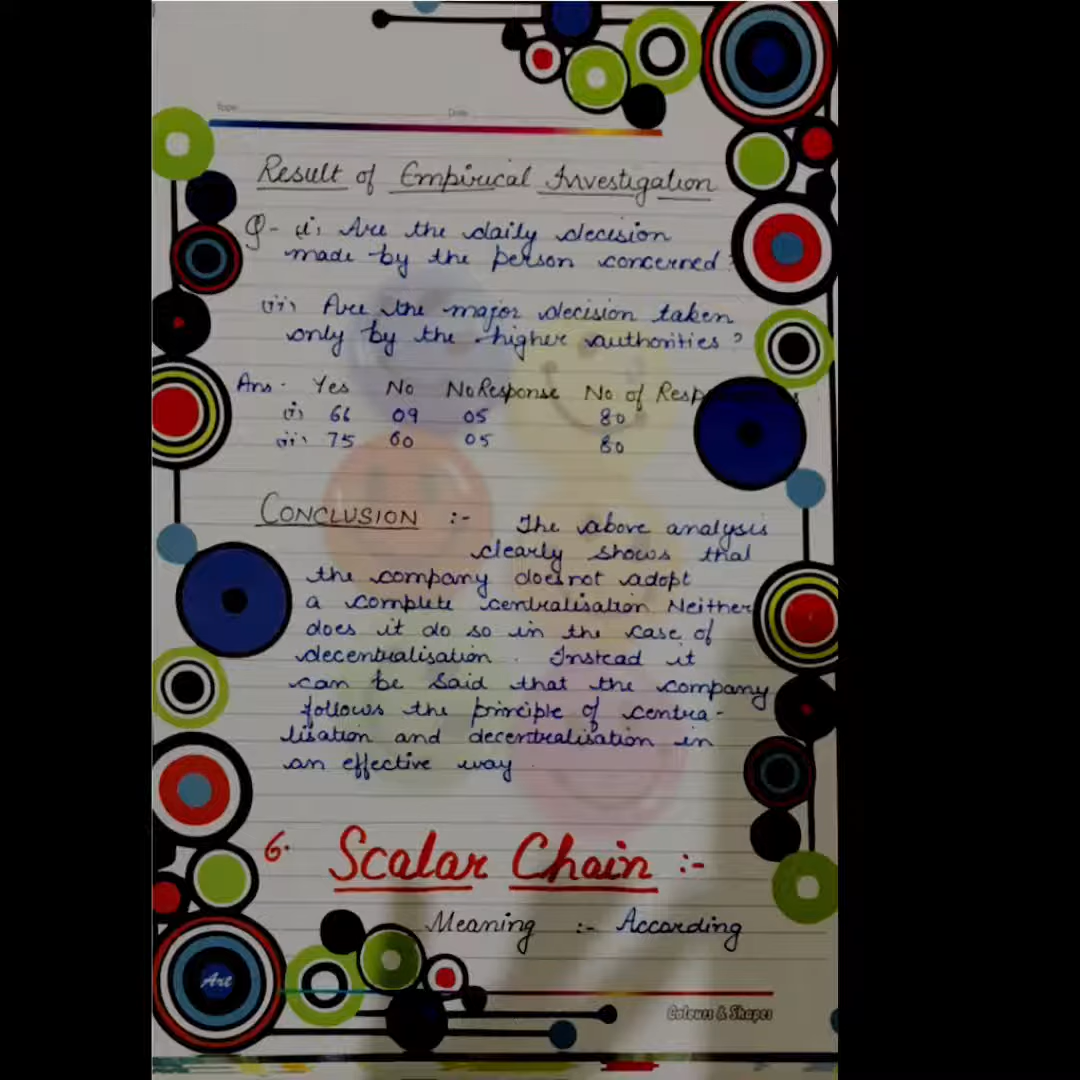 Topic
Date
Result of Empirical Investigation
Q- (i) Are the daily decision
made by the person concerned ?
(ii) Are the major decision taken
only by the higher authorities ?
Ans. Yes No No Response No of
(i) 66 09 05 80
(ii) 75 00 05 80
CONCLUSION :- The above analysis
clearly shows that
the company does not adopt
a complete centralisation Neither
does it do so in the case of
decentralisation. Instead it
can be said that the company
follows the principle of centra-
lisation and decentralisation in
an effective way.
6. Scalar Chain :-
Meaning :- According
Art
Colours & Shapes